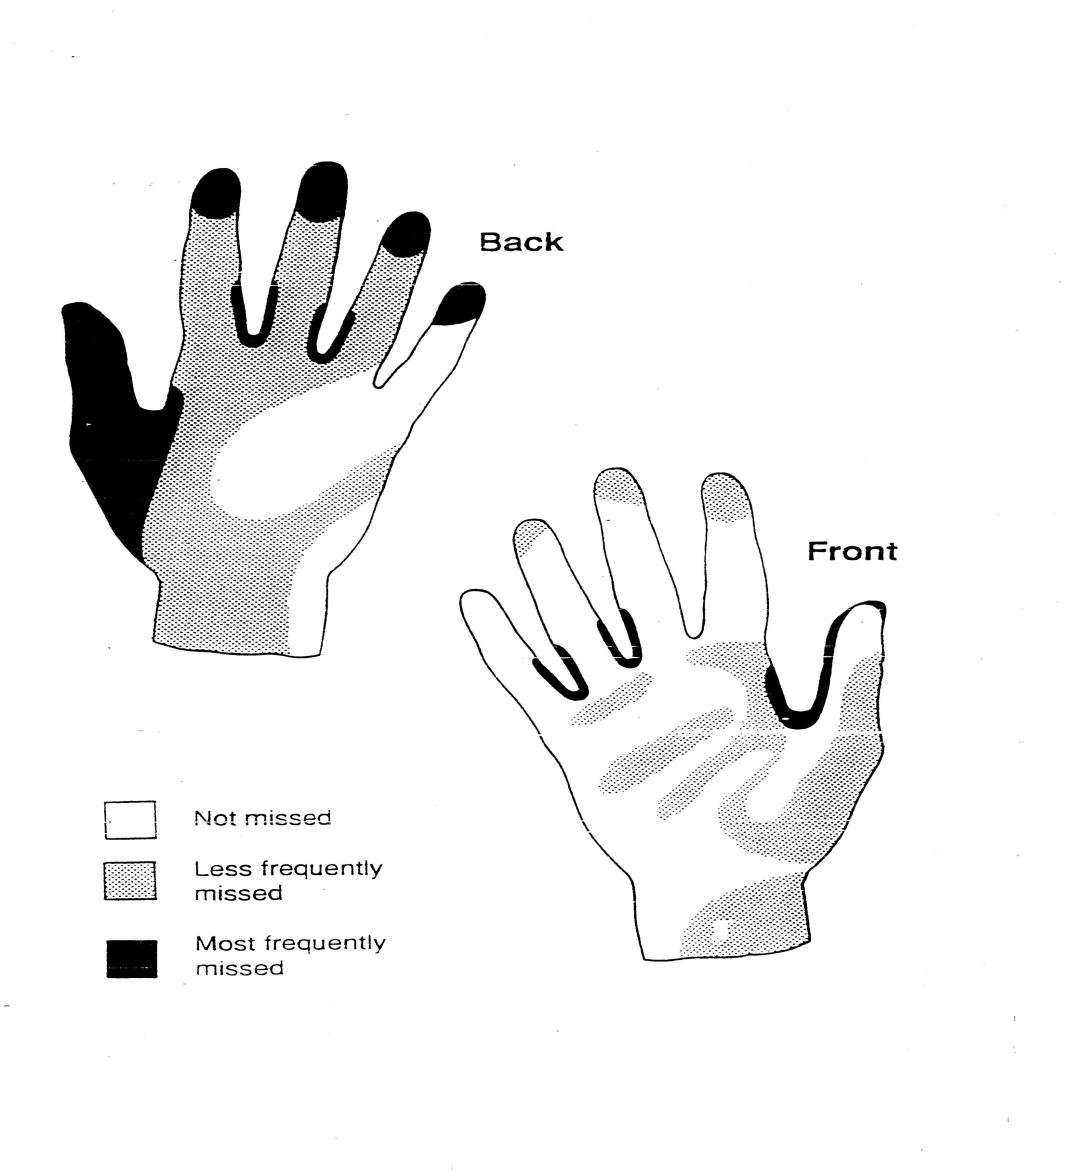 Back
Front
Not missed
Less frequently
missed
Most frequently
missed